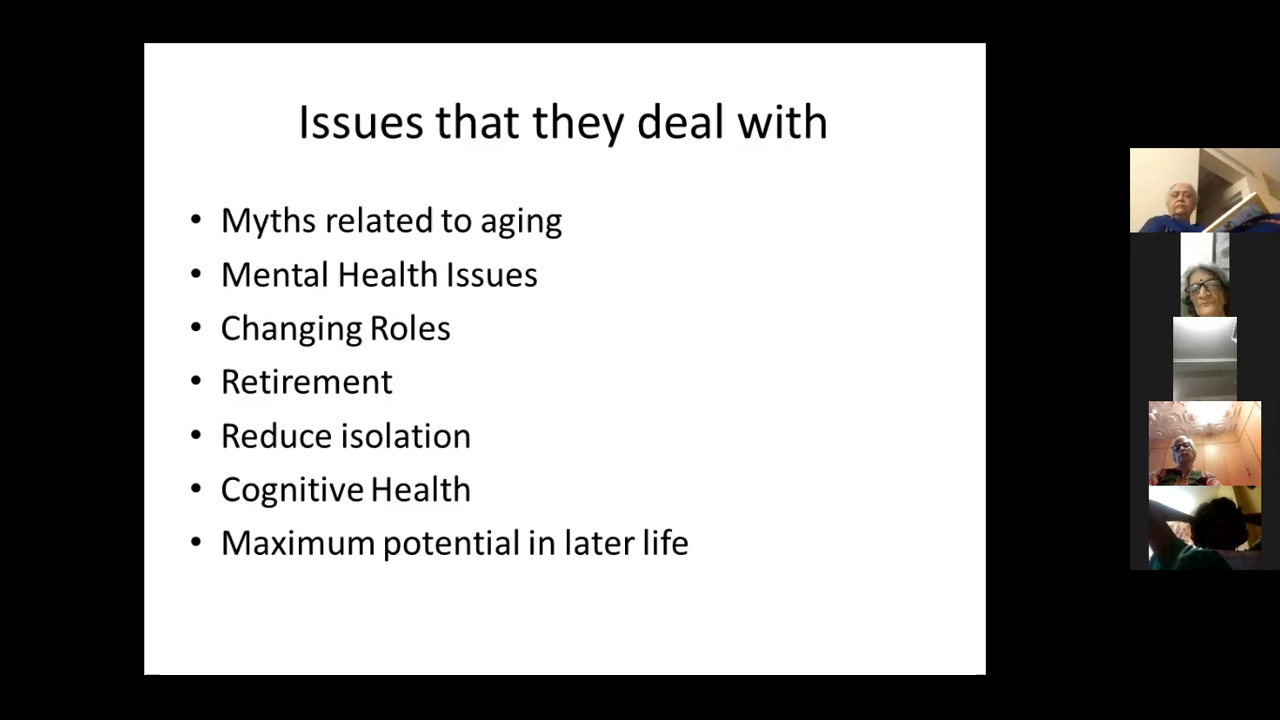 Issues that they deal with
• Myths related to aging
• Mental Health Issues
• Changing Roles
• Retirement
• Reduce isolation
• Cognitive Health
• Maximum potential in later life